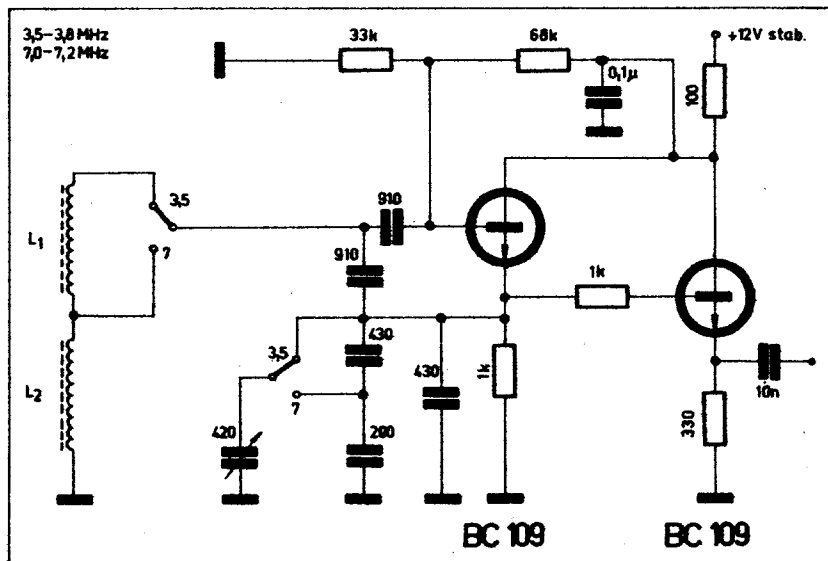 3,5–3,8 MHz
7,0–7,2 MHz
33k
68k
+12V stab.
0,1µ
100
3,5
910
L1
7
910
1k
3,5
430
430
1k
L2
7
10n
420
200
330
BC 109
BC 109